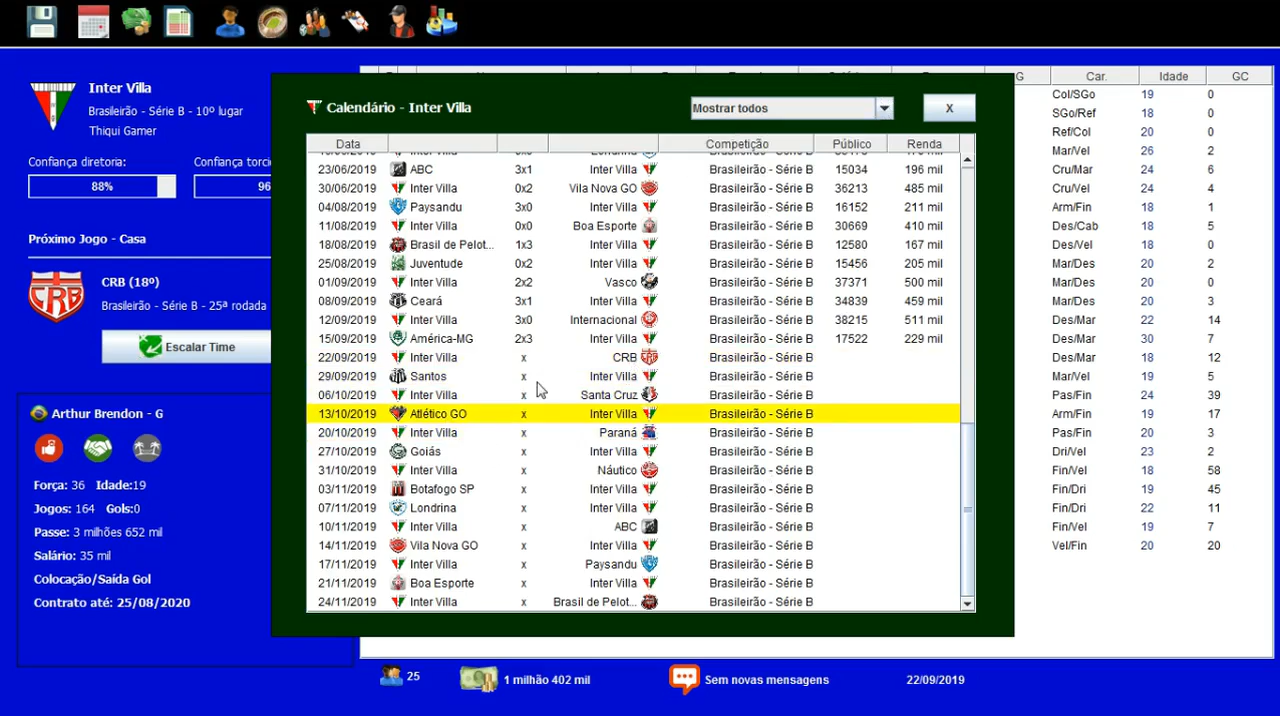 Inter Villa
Brasileirão - Série B - 10º lugar
Thiqui Gamer
Confiança diretoria:
Confiança torcid
88%
96
Próximo Jogo - Casa
CRB (18º)
Brasileirão - Série B - 25ª rodada
Escalar Time
Arthur Brendon - G
Força: 36 Idade:19
Jogos: 164 Gols:0
Passe: 3 milhões 652 mil
Salário: 35 mil
Colocação/Saída Gol
Contrato até: 25/08/2020
Calendário - Inter Villa
Mostrar todos
X
Data Competição Público Renda
23/06/2019 ABC 3x1 Inter Villa Brasileirão - Série B 15034 196 mil
30/06/2019 Inter Villa 0x2 Vila Nova GO Brasileirão - Série B 36213 485 mil
04/08/2019 Paysandu 3x0 Inter Villa Brasileirão - Série B 16152 211 mil
11/08/2019 Inter Villa 0x0 Boa Esporte Brasileirão - Série B 30669 410 mil
18/08/2019 Brasil de Pelot... 1x3 Inter Villa Brasileirão - Série B 12580 167 mil
25/08/2019 Juventude 0x2 Inter Villa Brasileirão - Série B 15456 205 mil
01/09/2019 Inter Villa 2x2 Vasco Brasileirão - Série B 37371 500 mil
08/09/2019 Ceará 3x1 Inter Villa Brasileirão - Série B 34839 459 mil
12/09/2019 Inter Villa 3x0 Internacional Brasileirão - Série B 38215 511 mil
15/09/2019 América-MG 2x3 Inter Villa Brasileirão - Série B 17522 229 mil
22/09/2019 Inter Villa x CRB Brasileirão - Série B
29/09/2019 Santos x Inter Villa Brasileirão - Série B
06/10/2019 Inter Villa x Santa Cruz Brasileirão - Série B
13/10/2019 Atlético GO x Inter Villa Brasileirão - Série B
20/10/2019 Inter Villa x Paraná Brasileirão - Série B
27/10/2019 Goiás x Inter Villa Brasileirão - Série B
31/10/2019 Inter Villa x Náutico Brasileirão - Série B
03/11/2019 Botafogo SP x Inter Villa Brasileirão - Série B
07/11/2019 Londrina x Inter Villa Brasileirão - Série B
10/11/2019 Inter Villa x ABC Brasileirão - Série B
14/11/2019 Vila Nova GO x Inter Villa Brasileirão - Série B
17/11/2019 Inter Villa x Paysandu Brasileirão - Série B
21/11/2019 Boa Esporte x Inter Villa Brasileirão - Série B
24/11/2019 Inter Villa x Brasil de Pelot... Brasileirão - Série B
G Car. Idade GC
Col/SGo 19 0
SGo/Ref 18 0
Ref/Col 20 0
Mar/Vel 26 2
Cru/Mar 24 6
Cru/Vel 24 4
Arm/Fin 18 1
Des/Cab 18 5
Des/Vel 18 0
Mar/Des 20 2
Mar/Des 20 0
Mar/Des 20 3
Des/Mar 22 14
Des/Mar 30 7
Des/Mar 18 12
Mar/Vel 19 5
Pas/Fin 24 39
Arm/Fin 19 17
Pas/Fin 20 3
Dri/Vel 23 2
Fin/Vel 18 58
Fin/Dri 19 45
Fin/Dri 22 11
Fin/Vel 19 7
Vel/Fin 20 20
25
1 milhão 402 mil
Sem novas mensagens
22/09/2019